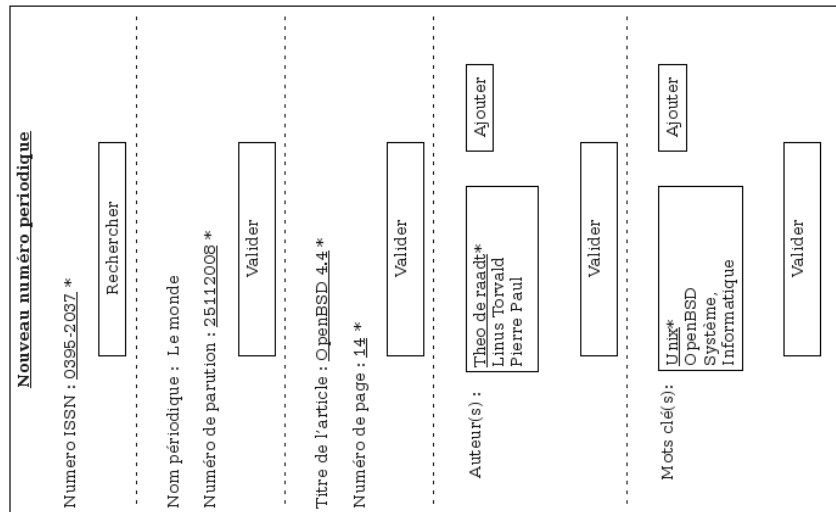 Nouveau numéro periodique
Numero ISSN : 0395-2037 *
Rechercher
Nom périodique : Le monde
Numéro de parution : 25112008 *
Valider
Titre de l'article : OpenBSD 4.4 *
Numéro de page : 14 *
Valider
Auteur(s) : Theo de raadt*
Linus Torvald
Pierre Paul
Ajouter
Valider
Mots clé(s): Unix*
OpenBSD
Système,
Informatique
Ajouter
Valider